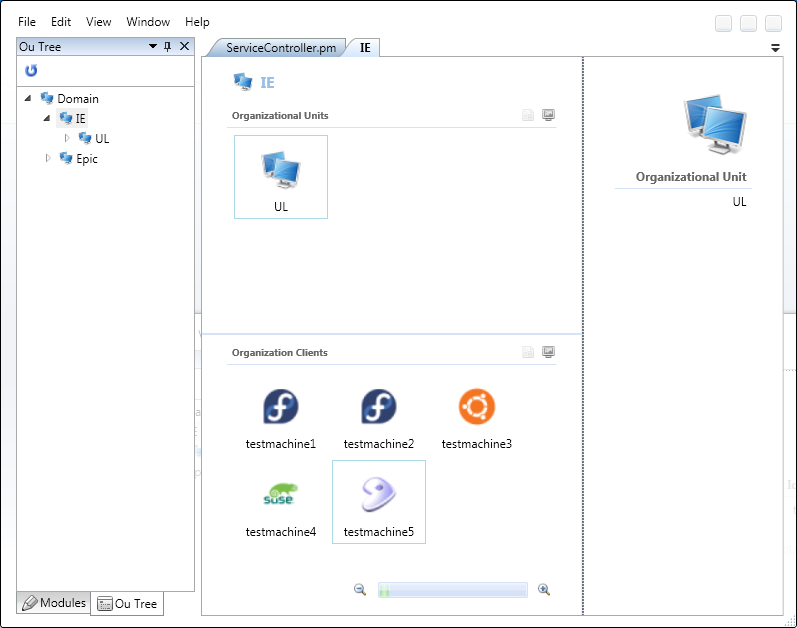 File Edit View Window Help
Ou Tree
ServiceController.pm IE
Domain
IE
UL
Epic
IE
Organizational Units
UL
Organization Clients
testmachine1 testmachine2 testmachine3
suse
testmachine4 testmachine5
Organizational Unit
UL
Modules Ou Tree